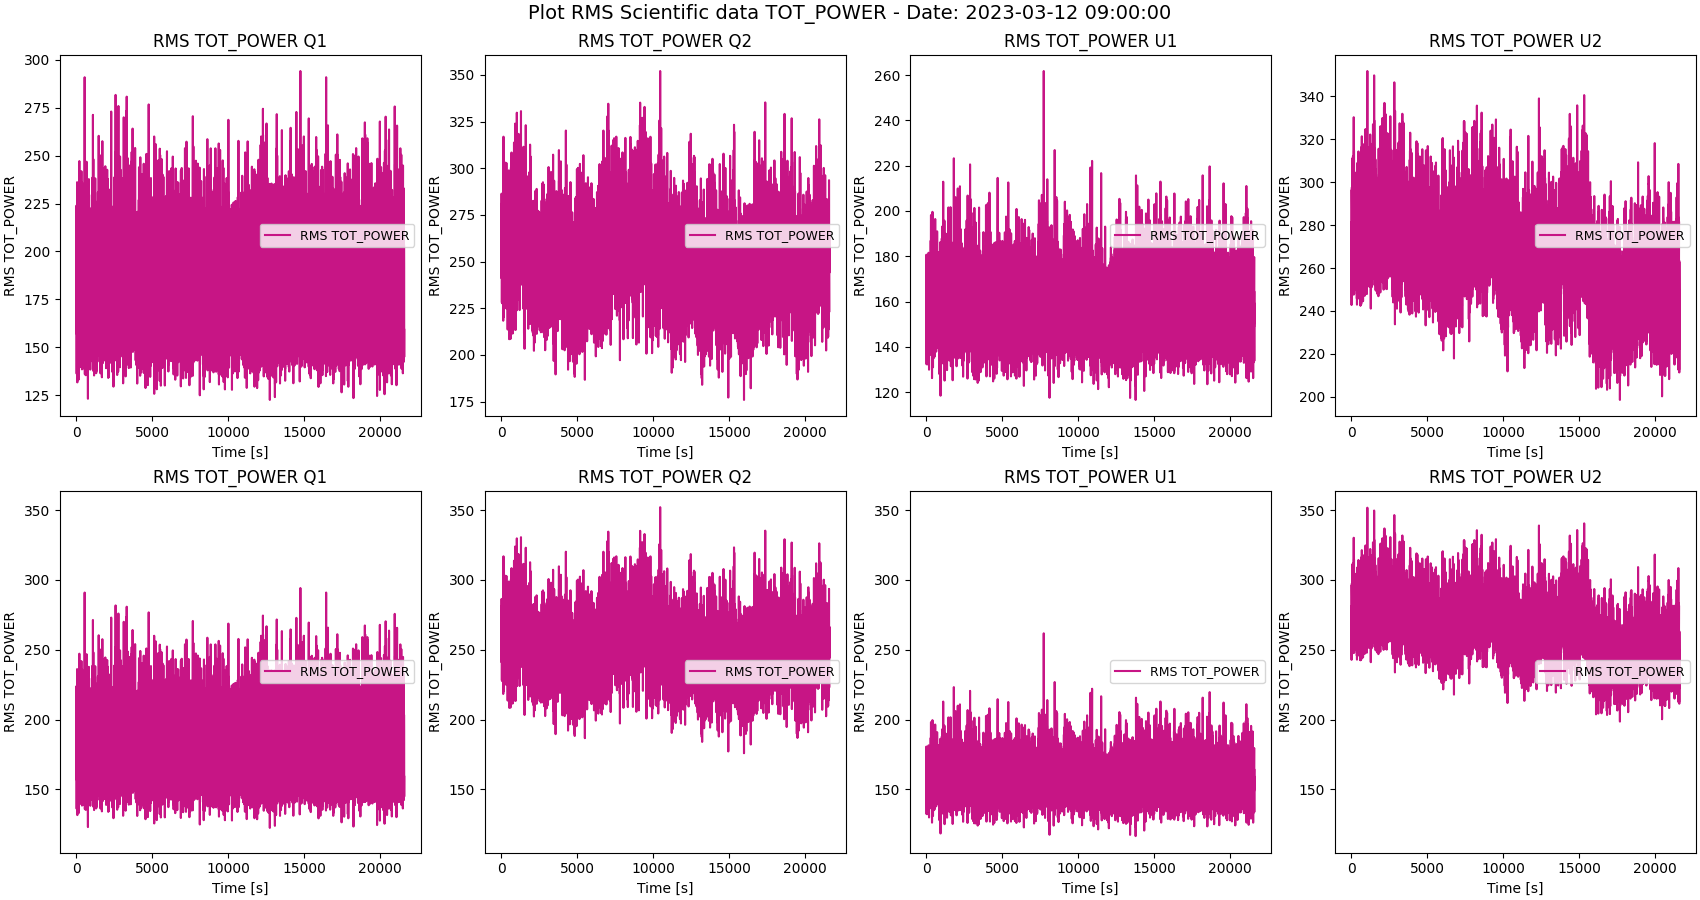 Plot RMS Scientific data TOT_POWER - Date: 2023-03-12 09:00:00
RMS TOT_POWER Q1
RMS TOT_POWER
300
275
250
225
200
175
150
125
0 5000 10000 15000 20000
Time [s]
RMS TOT_POWER
RMS TOT_POWER Q2
RMS TOT_POWER
350
325
300
275
250
225
200
175
0 5000 10000 15000 20000
Time [s]
RMS TOT_POWER
RMS TOT_POWER U1
RMS TOT_POWER
260
240
220
200
180
160
140
120
0 5000 10000 15000 20000
Time [s]
RMS TOT_POWER
RMS TOT_POWER U2
RMS TOT_POWER
340
320
300
280
260
240
220
200
0 5000 10000 15000 20000
Time [s]
RMS TOT_POWER
RMS TOT_POWER Q1
RMS TOT_POWER
350
300
250
200
150
0 5000 10000 15000 20000
Time [s]
RMS TOT_POWER
RMS TOT_POWER Q2
RMS TOT_POWER
350
300
250
200
150
0 5000 10000 15000 20000
Time [s]
RMS TOT_POWER
RMS TOT_POWER U1
RMS TOT_POWER
350
300
250
200
150
0 5000 10000 15000 20000
Time [s]
RMS TOT_POWER
RMS TOT_POWER U2
RMS TOT_POWER
350
300
250
200
150
0 5000 10000 15000 20000
Time [s]
RMS TOT_POWER